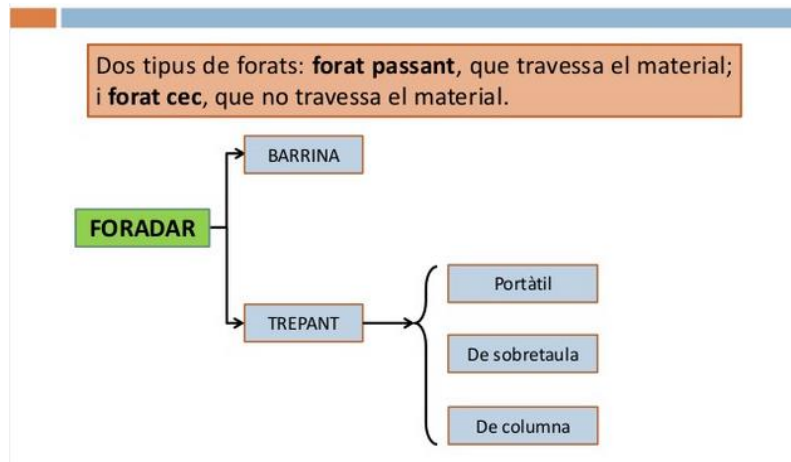 Dos tipus de forats: forat passant, que travessa el material;
i forat cec, que no travessa el material.
BARRINA
FORADAR
TREPANT
Portàtil
De sobretaula
De columna